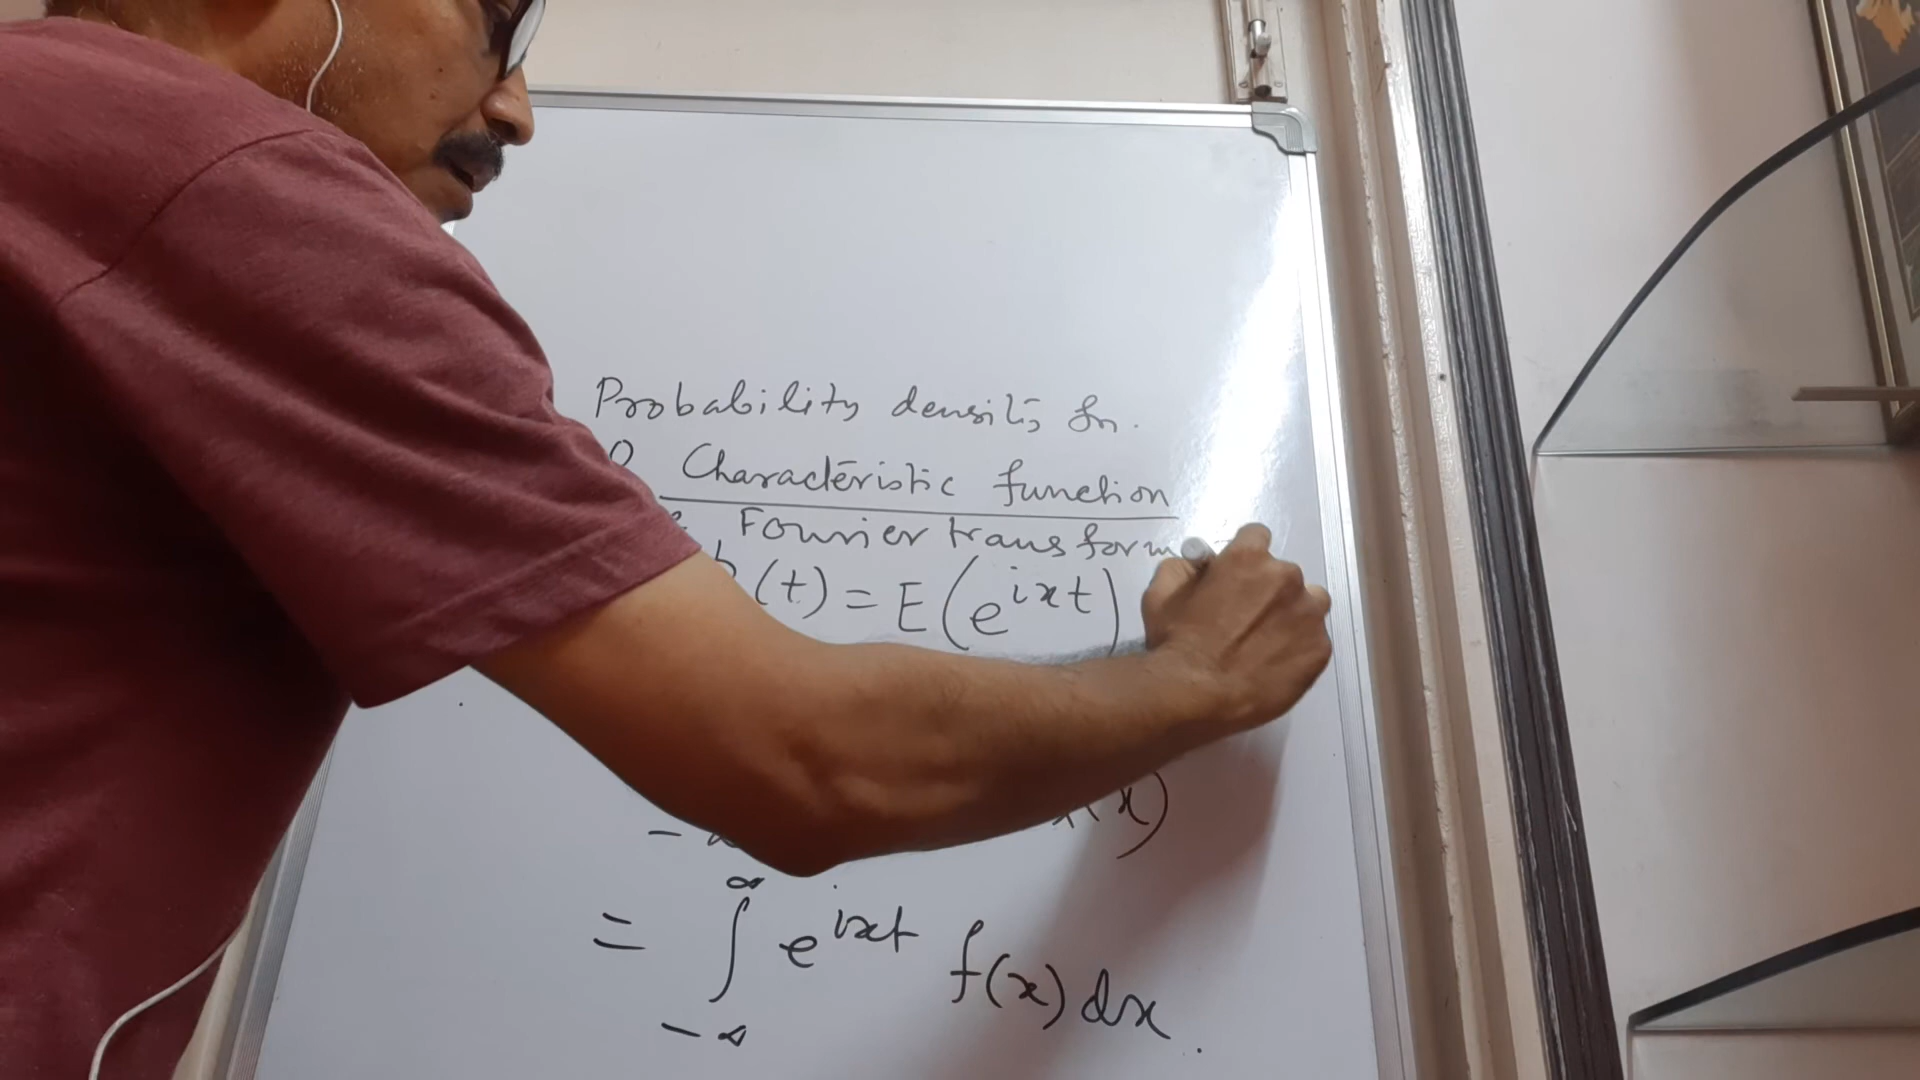 Probability density fn.
Characteristic function
Fourier transform
(t) = E(e^{ixt})
(x)
-∞
∞
= ∫ e^{ixt} f(x) dx.
-∞